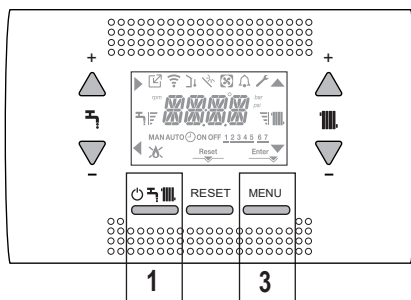 + +
rpm bar
psi
MAN AUTO ON OFF 1 2 3 4 5 6 7
Reset Enter
- -
RESET MENU
1 3